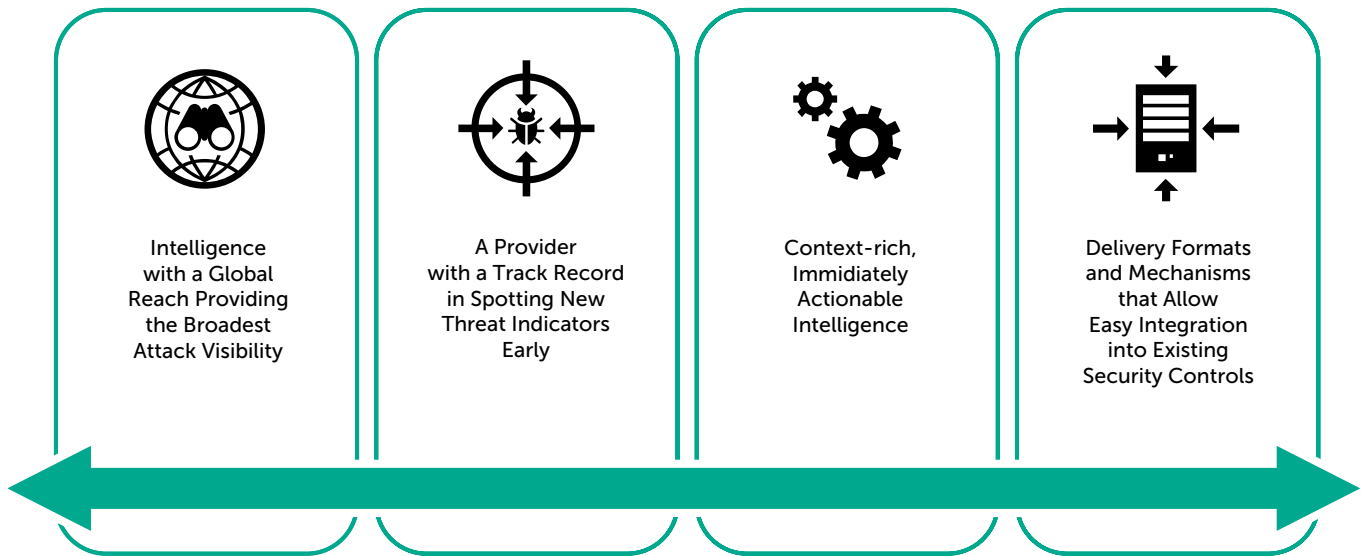 Intelligence
with a Global
Reach Providing
the Broadest
Attack Visibility
A Provider
with a Track Record
in Spotting New
Threat Indicators
Early
Context-rich,
Immidiately
Actionable
Intelligence
Delivery Formats
and Mechanisms
that Allow
Easy Integration
into Existing
Security Controls